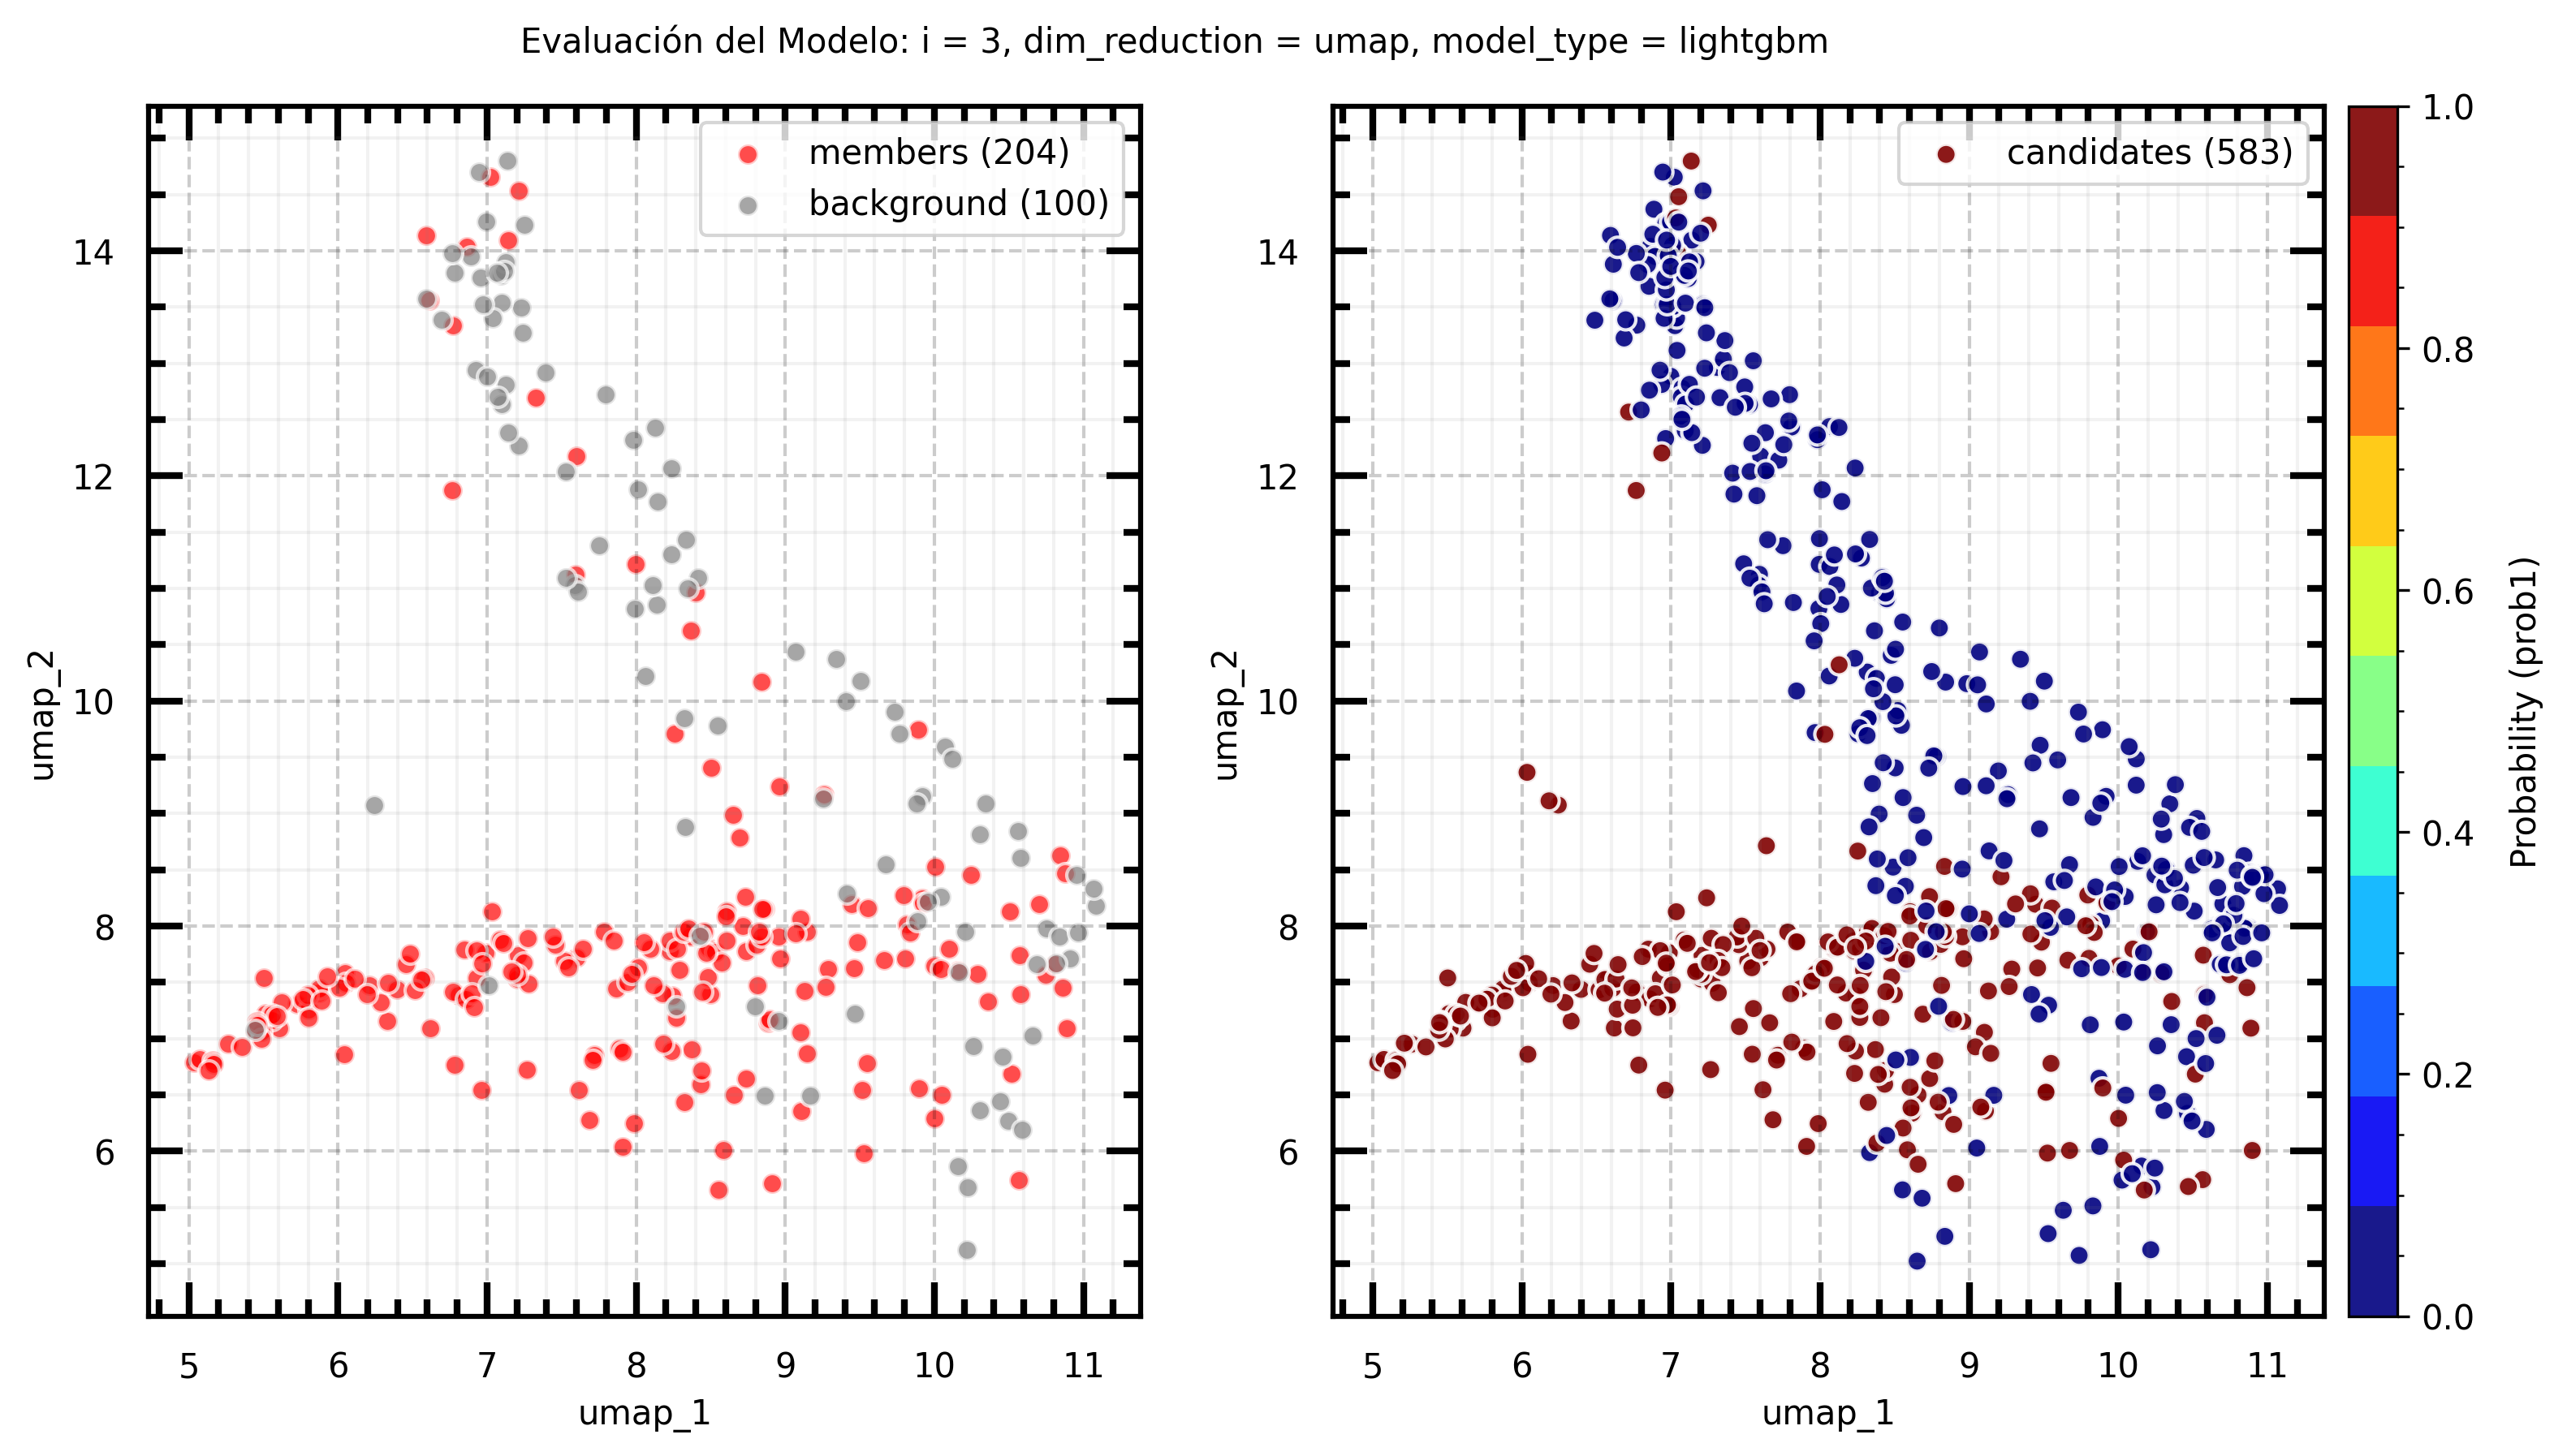 Evaluación del Modelo: i = 3, dim_reduction = umap, model_type = lightgbm
members (204)
background (100)
umap_2
14
12
10
8
6
5 6 7 8 9 10 11
umap_1
candidates (583)
umap_2
14
12
10
8
6
5 6 7 8 9 10 11
umap_1
1.0
0.8
0.6
0.4
0.2
0.0
Probability (prob1)